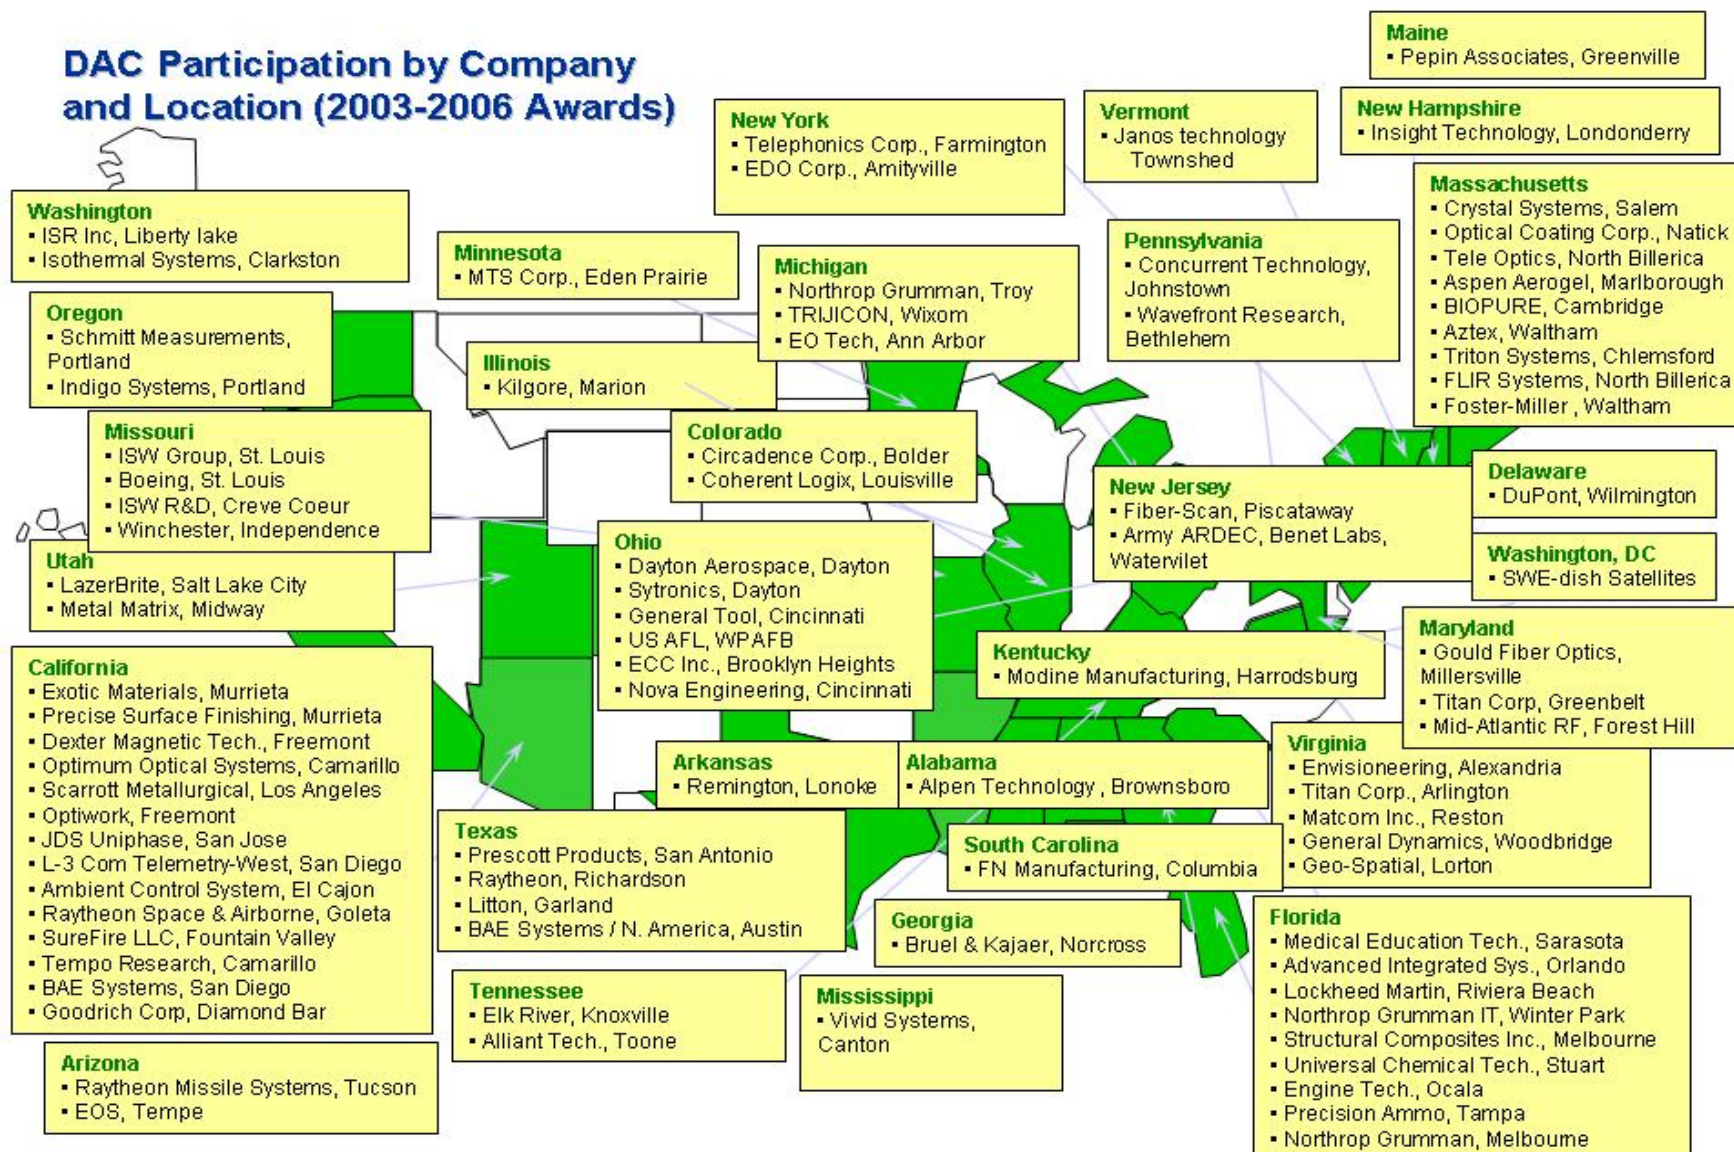 DAC Participation by Company
and Location (2003-2006 Awards)
Maine
▪ Pepin Associates, Greenville
New York
▪ Telephonics Corp., Farmington
▪ EDO Corp., Amityville
Vermont
▪ Janos technology
Townshed
New Hampshire
▪ Insight Technology, Londonderry
Massachusetts
▪ Crystal Systems, Salem
▪ Optical Coating Corp., Natick
▪ Tele Optics, North Billerica
▪ Aspen Aerogel, Marlborough
▪ BIOPURE, Cambridge
▪ Aztex, Waltham
▪ Triton Systems, Chlemsford
▪ FLIR Systems, North Billerica
▪ Foster-Miller , Waltham
Washington
▪ ISR Inc, Liberty lake
▪ Isothermal Systems, Clarkston
Minnesota
▪ MTS Corp., Eden Prairie
Michigan
▪ Northrop Grumman, Troy
▪ TRIJICON, Wixom
▪ EO Tech, Ann Arbor
Pennsylvania
▪ Concurrent Technology,
Johnstown
▪ Wavefront Research,
Bethlehem
Oregon
▪ Schmitt Measurements,
Portland
▪ Indigo Systems, Portland
Illinois
▪ Kilgore, Marion
Missouri
▪ ISW Group, St. Louis
▪ Boeing, St. Louis
▪ ISW R&D, Creve Coeur
▪ Winchester, Independence
Colorado
▪ Circadence Corp., Bolder
▪ Coherent Logix, Louisville
New Jersey
▪ Fiber-Scan, Piscataway
▪ Army ARDEC, Benet Labs,
Watervilet
Delaware
▪ DuPont, Wilmington
Utah
▪ LazerBrite, Salt Lake City
▪ Metal Matrix, Midway
Ohio
▪ Dayton Aerospace, Dayton
▪ Sytronics, Dayton
▪ General Tool, Cincinnati
▪ US AFL, WPAFB
▪ ECC Inc., Brooklyn Heights
▪ Nova Engineering, Cincinnati
Washington, DC
▪ SWE-dish Satellites
Maryland
▪ Gould Fiber Optics,
Millersville
▪ Titan Corp, Greenbelt
▪ Mid-Atlantic RF, Forest Hill
Kentucky
▪ Modine Manufacturing, Harrodsburg
California
▪ Exotic Materials, Murrieta
▪ Precise Surface Finishing, Murrieta
▪ Dexter Magnetic Tech., Freemont
▪ Optimum Optical Systems, Camarillo
▪ Scarrott Metallurgical, Los Angeles
▪ Optiwork, Freemont
▪ JDS Uniphase, San Jose
▪ L-3 Com Telemetry-West, San Diego
▪ Ambient Control System, El Cajon
▪ Raytheon Space & Airborne, Goleta
▪ SureFire LLC, Fountain Valley
▪ Tempo Research, Camarillo
▪ BAE Systems, San Diego
▪ Goodrich Corp, Diamond Bar
Arkansas
▪ Remington, Lonoke
Alabama
▪ Alpen Technology , Brownsboro
Virginia
▪ Envisioneering, Alexandria
▪ Titan Corp., Arlington
▪ Matcom Inc., Reston
▪ General Dynamics, Woodbridge
▪ Geo-Spatial, Lorton
Texas
▪ Prescott Products, San Antonio
▪ Raytheon, Richardson
▪ Litton, Garland
▪ BAE Systems / N. America, Austin
South Carolina
▪ FN Manufacturing, Columbia
Georgia
▪ Bruel & Kajaer, Norcross
Florida
▪ Medical Education Tech., Sarasota
▪ Advanced Integrated Sys., Orlando
▪ Lockheed Martin, Riviera Beach
▪ Northrop Grumman IT, Winter Park
▪ Structural Composites Inc., Melbourne
▪ Universal Chemical Tech., Stuart
▪ Engine Tech., Ocala
▪ Precision Ammo, Tampa
▪ Northrop Grumman, Melbourne
Tennessee
▪ Elk River, Knoxville
▪ Alliant Tech., Toone
Mississippi
▪ Vivid Systems,
Canton
Arizona
▪ Raytheon Missile Systems, Tucson
▪ EOS, Tempe